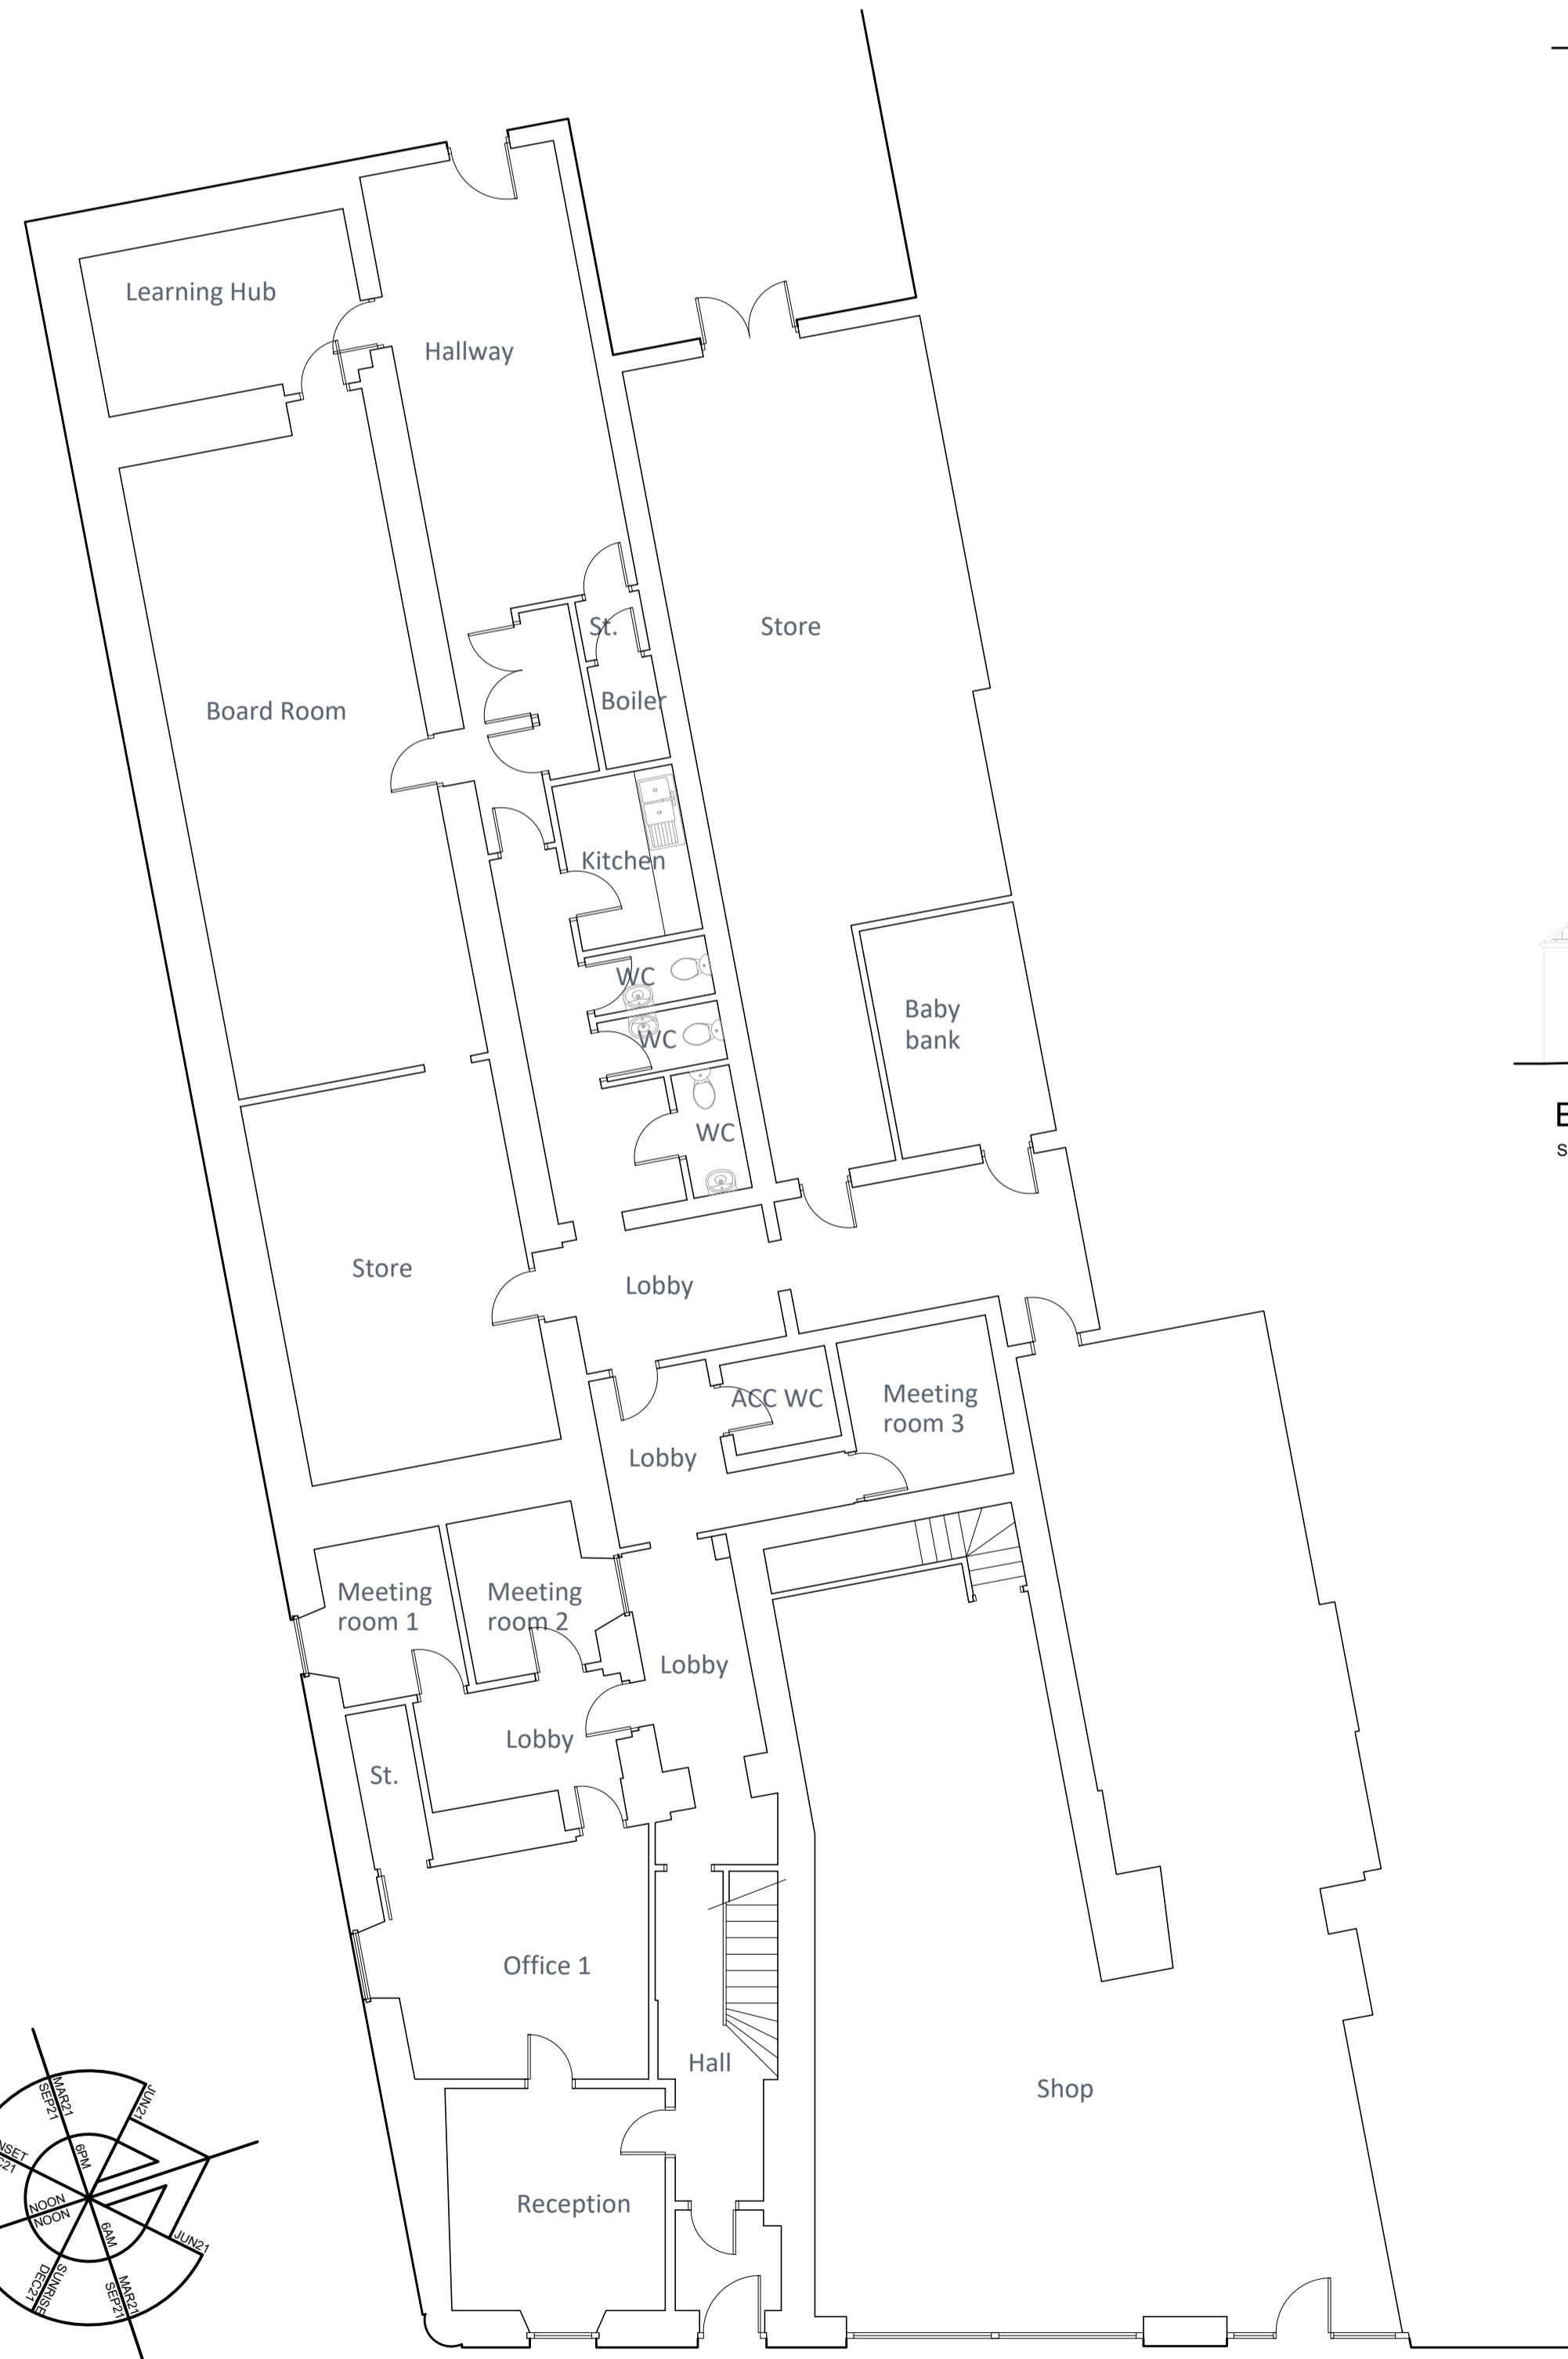 Learning Hub
Hallway
St.
Store
Boiler
Board Room
Kitchen
WC
WC
Baby
bank
WC
Store
Lobby
ACC WC
Meeting
room 3
Lobby
Meeting
room 1
Meeting
room 2
Lobby
Lobby
St.
Office 1
Hall
Shop
Reception
MAR21
SEP21
JUN21
6PM
NOON
NOON
6AM
JUN21
SUNRISE
DEC21
MAR21
SEP21